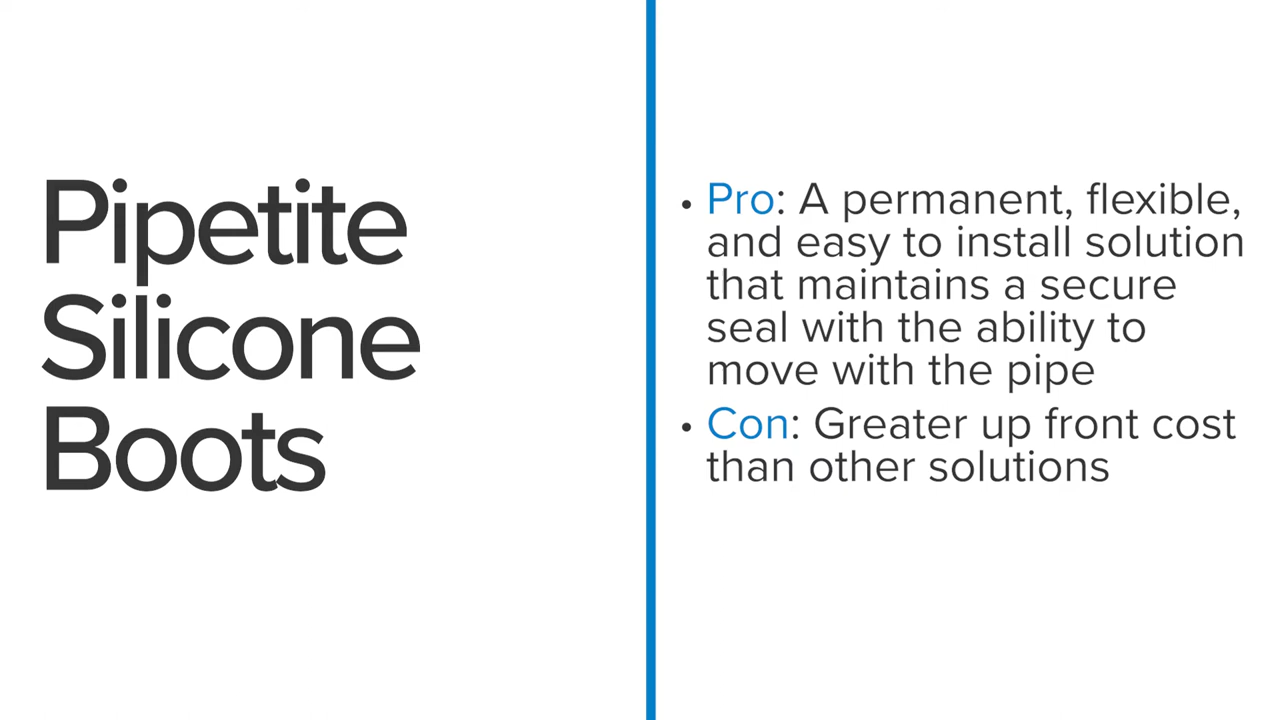 Pipetite
Silicone
Boots
• Pro: A permanent, flexible,
and easy to install solution
that maintains a secure
seal with the ability to
move with the pipe
• Con: Greater up front cost
than other solutions